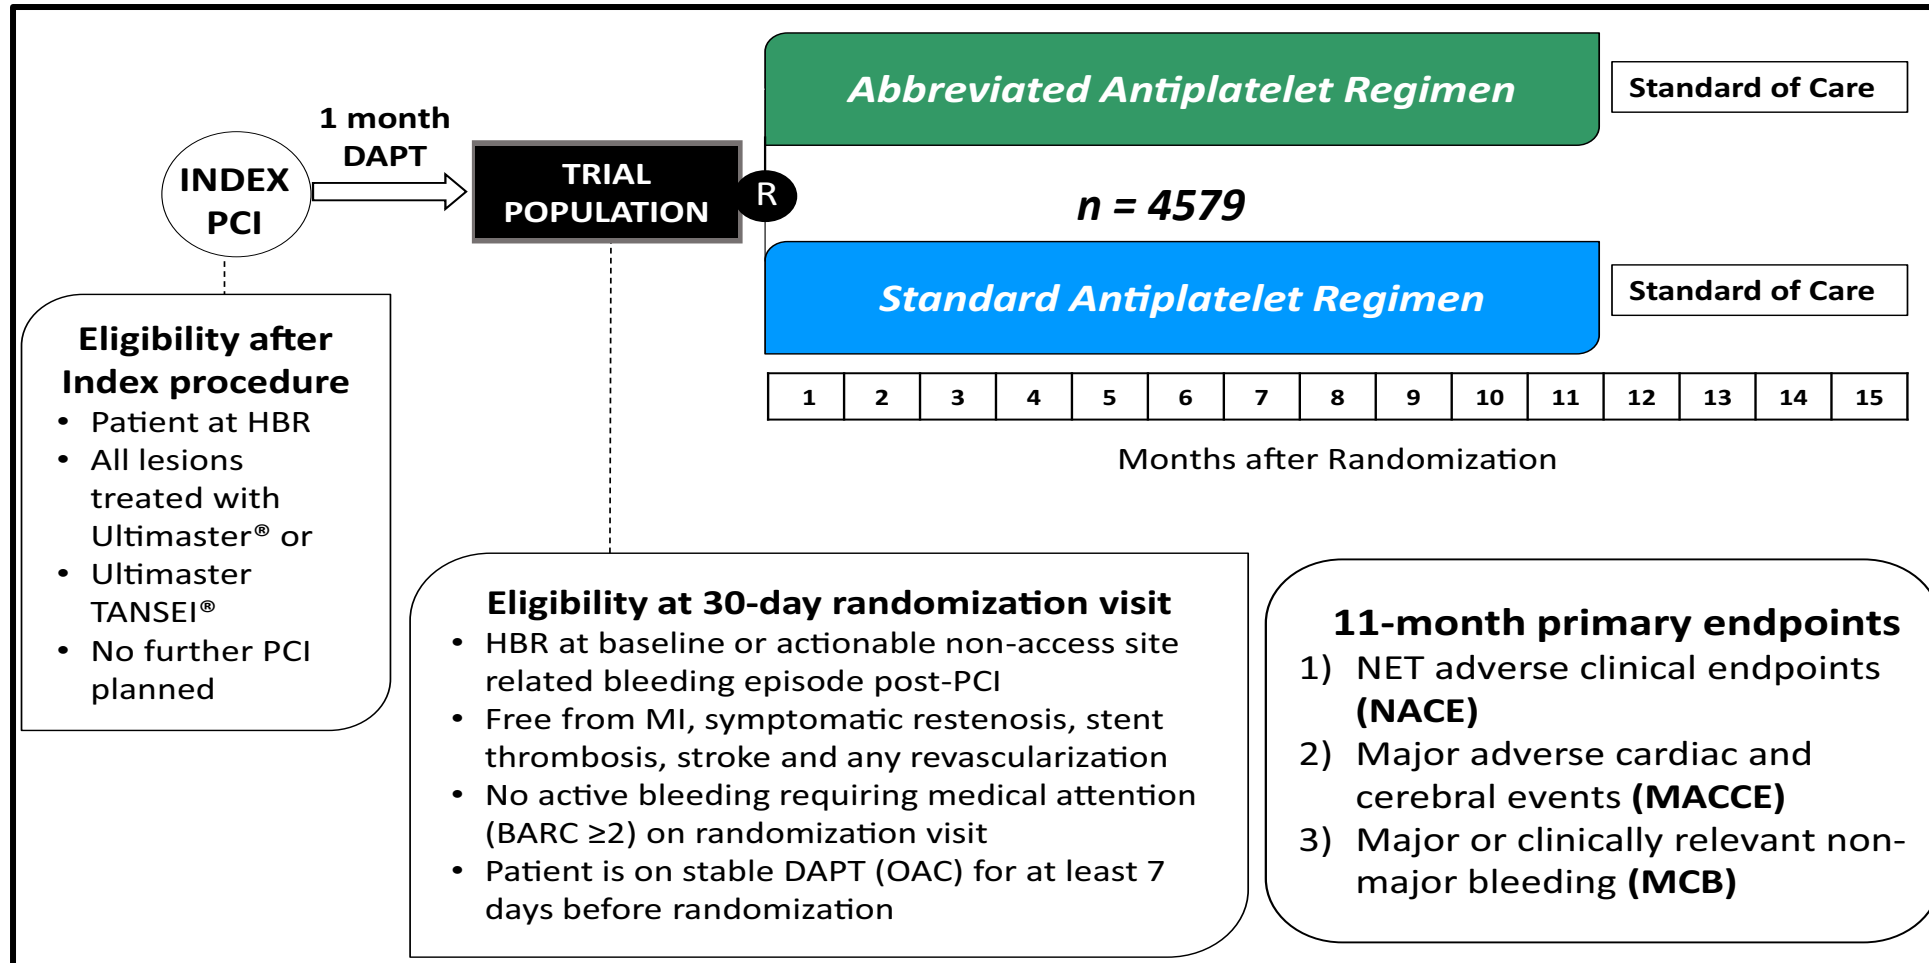 Abbreviated Antiplatelet Regimen
Standard of Care
1 month
DAPT
INDEX
PCI
TRIAL
POPULATION
R
n = 4579
Standard Antiplatelet Regimen
Standard of Care
1 2 3 4 5 6 7 8 9 10 11 12 13 14 15
Months after Randomization
Eligibility after
Index procedure
• Patient at HBR
• All lesions
treated with
Ultimaster® or
• Ultimaster
TANSEI®
• No further PCI
planned
Eligibility at 30-day randomization visit
• HBR at baseline or actionable non-access site
related bleeding episode post-PCI
• Free from MI, symptomatic restenosis, stent
thrombosis, stroke and any revascularization
• No active bleeding requiring medical attention
(BARC ≥2) on randomization visit
• Patient is on stable DAPT (OAC) for at least 7
days before randomization
11-month primary endpoints
1) NET adverse clinical endpoints
(NACE)
2) Major adverse cardiac and
cerebral events (MACCE)
3) Major or clinically relevant non-
major bleeding (MCB)